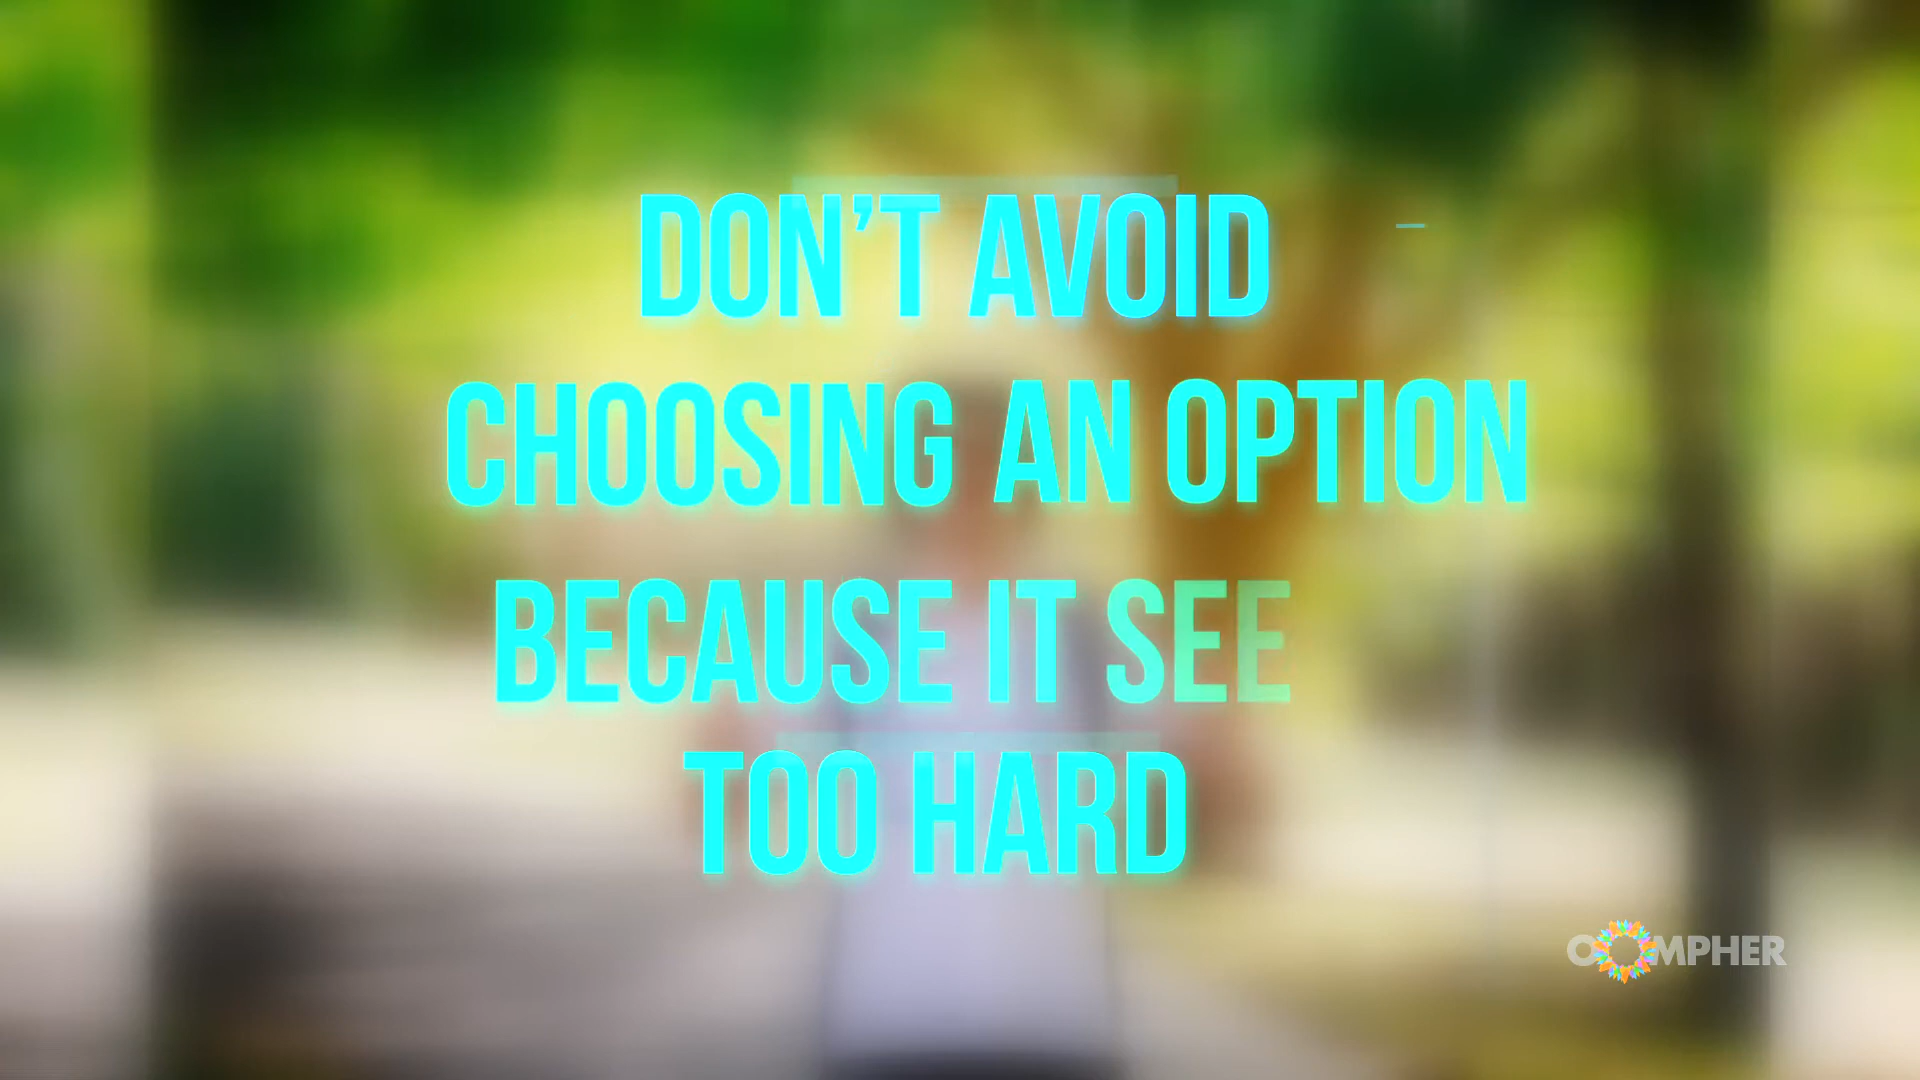 DON'T AVOID
CHOOSING AN OPTION
BECAUSE IT SEE
TOO HARD
OOMPHER